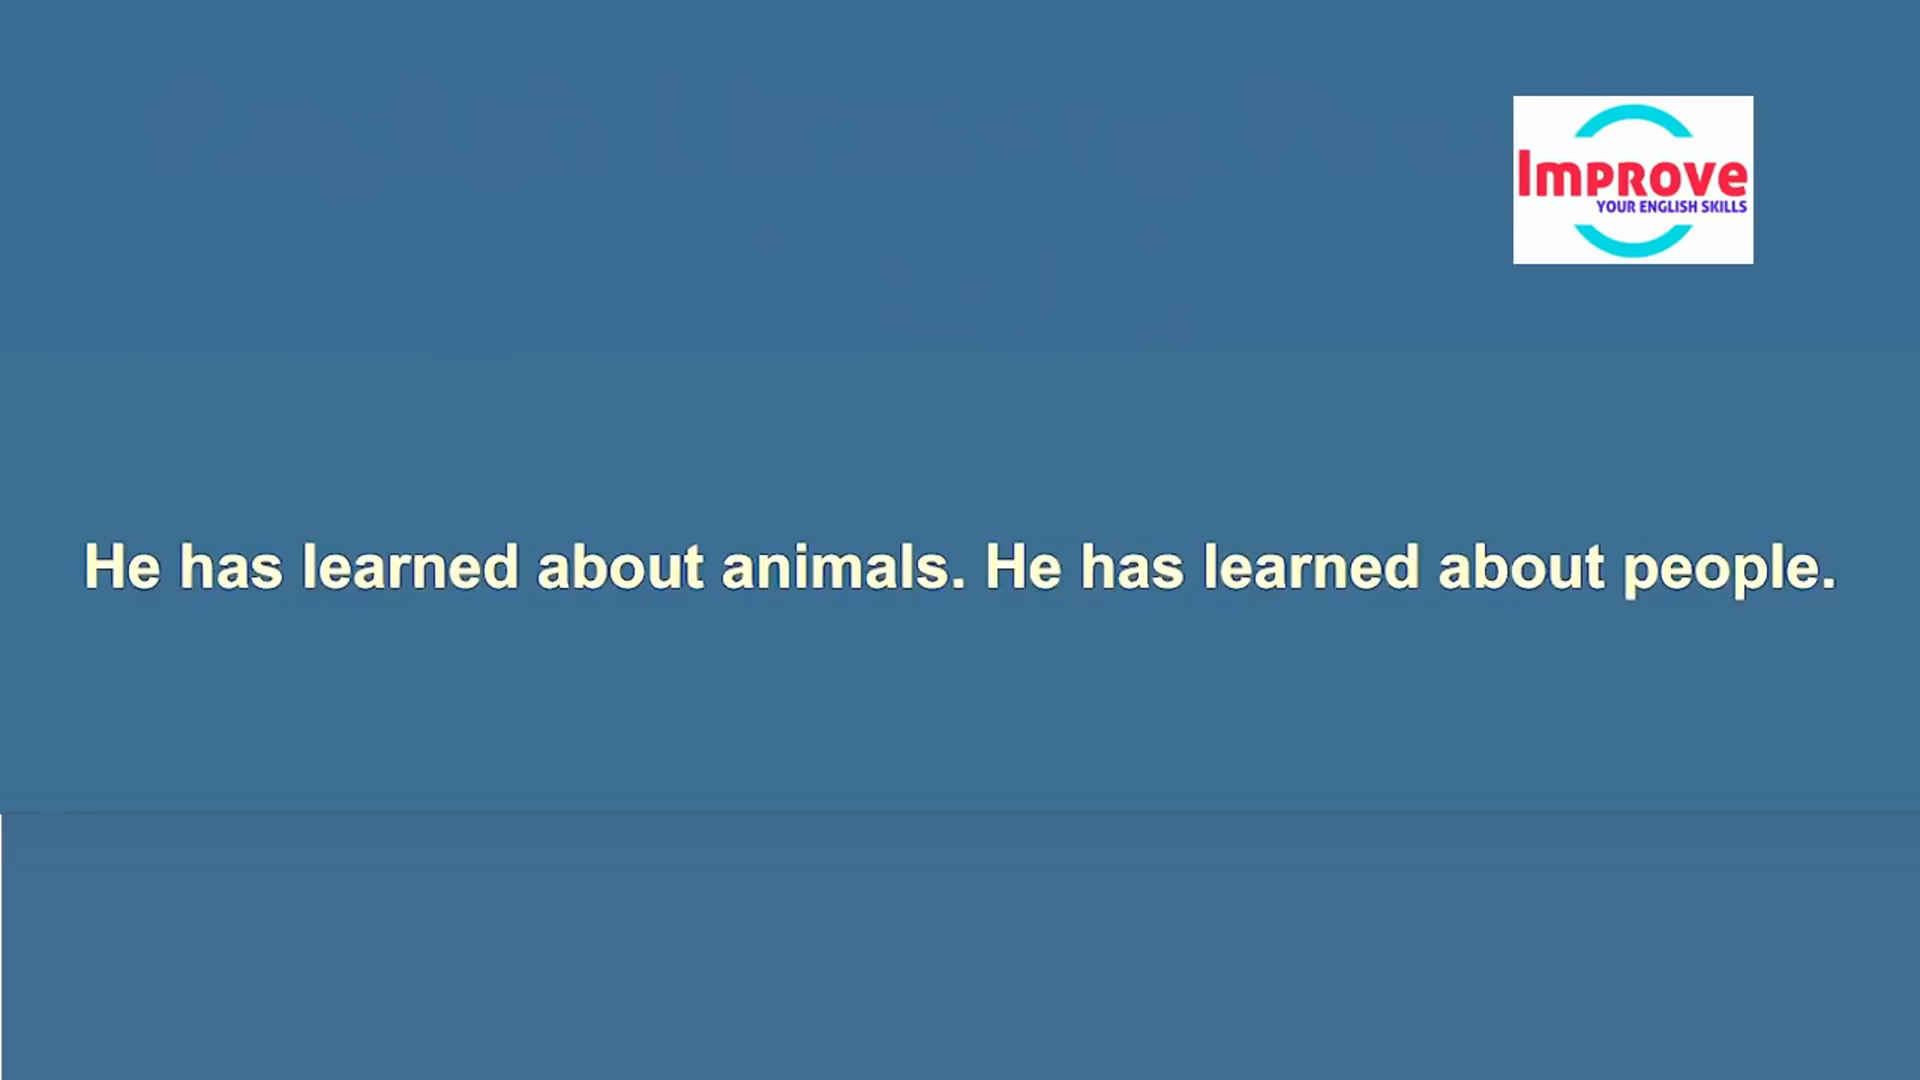 Improve
YOUR ENGLISH SKILLS
He has learned about animals. He has learned about people.